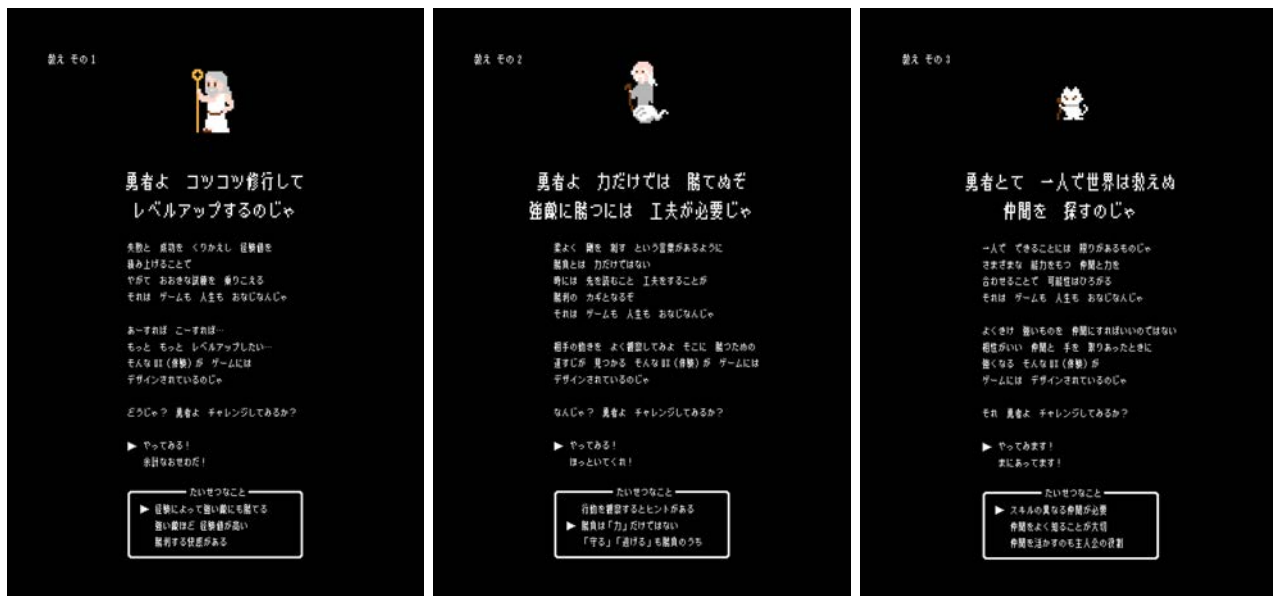 教え その1
勇者よ コツコツ修行して
レベルアップするのじゃ
失敗と 成功を くりかえし 経験値を
積み上げることで
やがて おおきな試練を 乗りこえる
それは ゲームも 人生も おなじなんじゃ
あーすれば こーすれば…
もっと もっと レベルアップしたい…
そんなUI(体験)が ゲームには
デザインされているのじゃ
どうじゃ? 勇者よ チャレンジしてみるか?
▶ やってみる!
余計なおせわだ!
たいせつなこと
▶ 経験によって強い敵にも勝てる
強い敵ほど 経験値が高い
勝利する快感がある
教え その2
勇者よ 力だけでは 勝てぬぞ
強敵に勝つには 工夫が必要じゃ
柔よく 剛を 制す という言葉があるように
勝負とは 力だけではない
時には 先を読むこと 工夫をすることが
勝利の カギとなるぞ
それは ゲームも 人生も おなじなんじゃ
相手の動きを よく観察してみよ そこに 勝つための
道すじが 見つかる そんなUI(体験)が ゲームには
デザインされているのじゃ
なんじゃ? 勇者よ チャレンジしてみるか?
▶ やってみる!
ほっといてくれ!
たいせつなこと
行動を観察するとヒントがある
▶ 勝負は「力」だけではない
「守る」「逃げる」も勝負のうち
教え その3
勇者とて 一人で世界は救えぬ
仲間を 探すのじゃ
一人で できることには 限りがあるものじゃ
さまざまな 能力をもつ 仲間と力を
合わせることで 可能性はひろがる
それは ゲームも 人生も おなじなんじゃ
よくきけ 強いものを 仲間にすればいいのではない
相性がいい 仲間と 手を 取りあったときに
強くなる そんなUI(体験)が
ゲームには デザインされているのじゃ
それ 勇者よ チャレンジしてみるか?
▶ やってみます!
まにあってます!
たいせつなこと
▶ スキルの異なる仲間が必要
仲間をよく知ることが大切
仲間を活かすのも主人公の役割